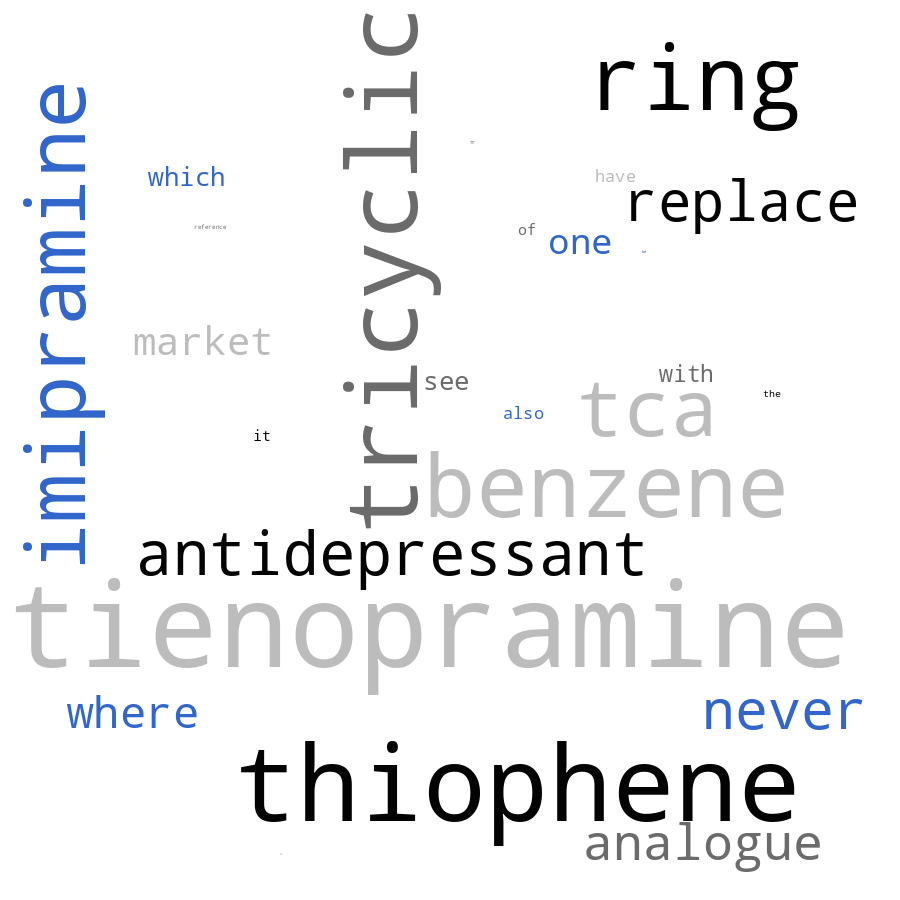 tricyclic
ring
imipramine
which
have
replace
reference
of
one
market
see
with
tca
the
also
it
benzene
antidepressant
tienopramine
where
never
thiophene
analogue